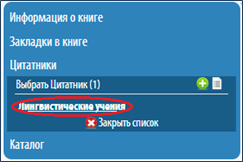 Информация о книге
Закладки в книге
Цитатники
Выбрать Цитатник (1)
Лингвистические учения
Закрыть список
Каталог